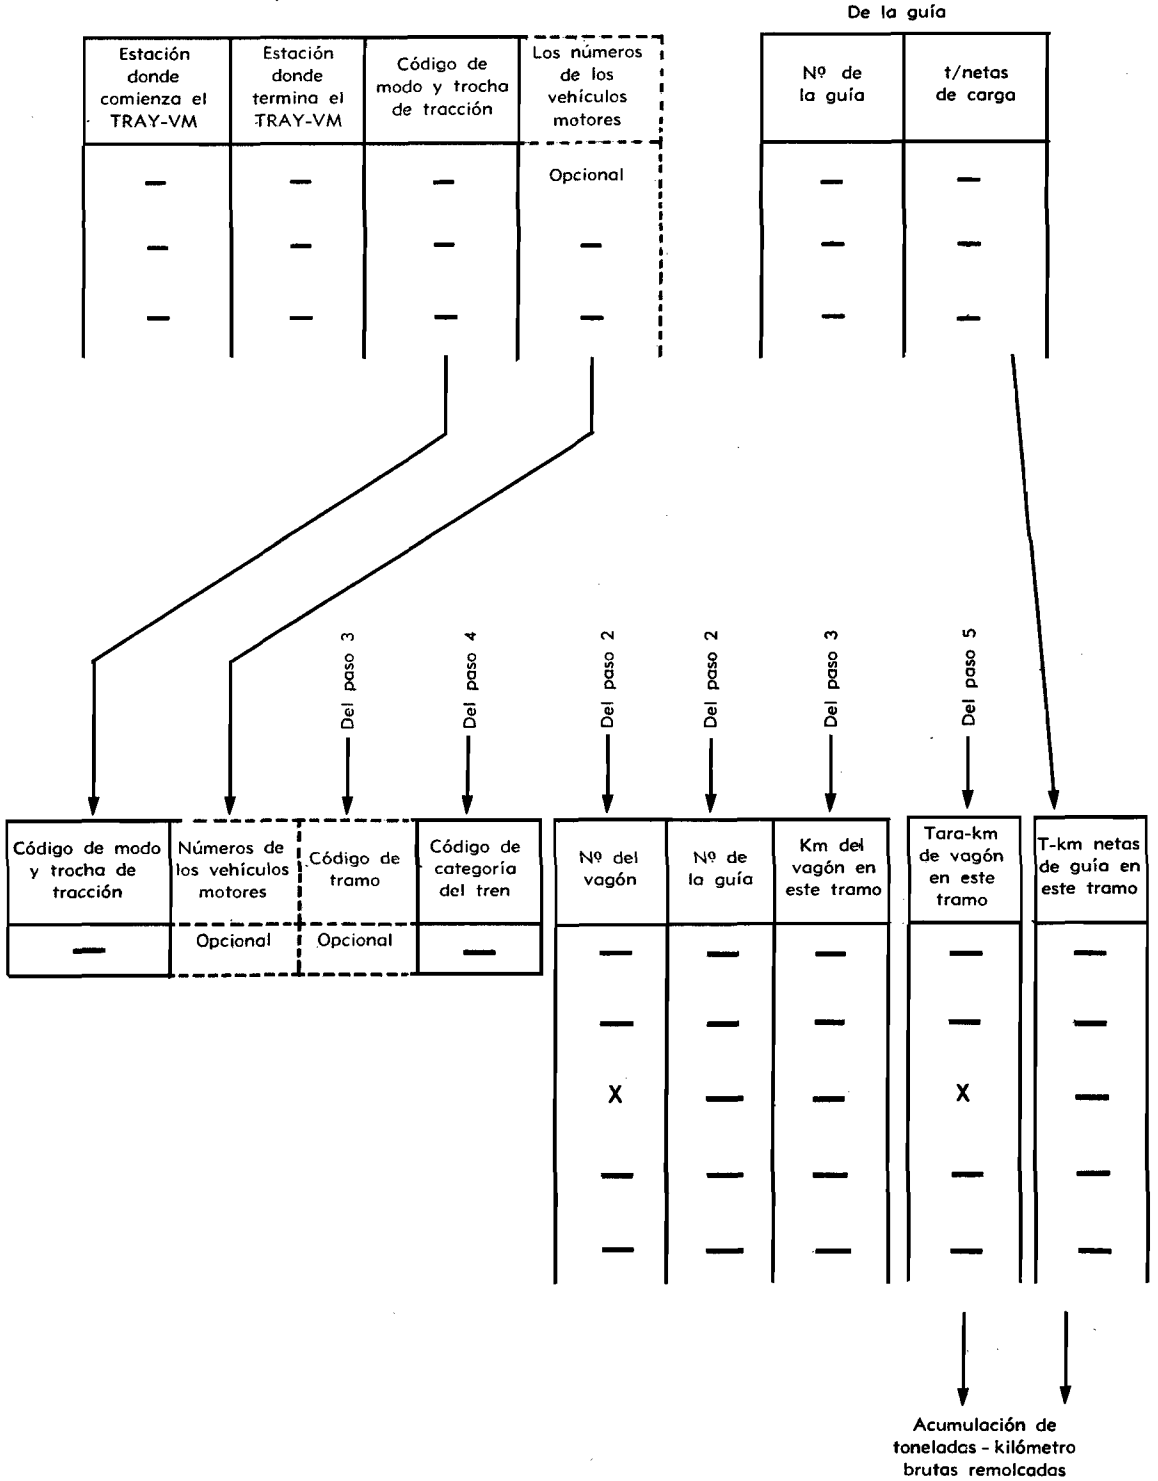 De la guía
Estación
donde
comienza el
TRAY-VM
Estación
donde
termina el
TRAY-VM
Código de
modo y trocha
de tracción
Los números
de los
vehículos
motores
Opcional
Nº de
la guía
t/netas
de carga
Del paso 3
Del paso 4
Del paso 2
Del paso 2
Del paso 3
Del paso 5
Código de modo
y trocha de
tracción
Números de
los vehículos
motores
Opcional
Código de
tramo
Opcional
Código de
categoría
del tren
Nº del
vagón
X
Nº de
la guía
Km del
vagón en
este tramo
Tara-km
de vagón
en este
tramo
X
T-km netas
de guía en
este tramo
Acumulación de
toneladas - kilómetro
brutas remolcadas